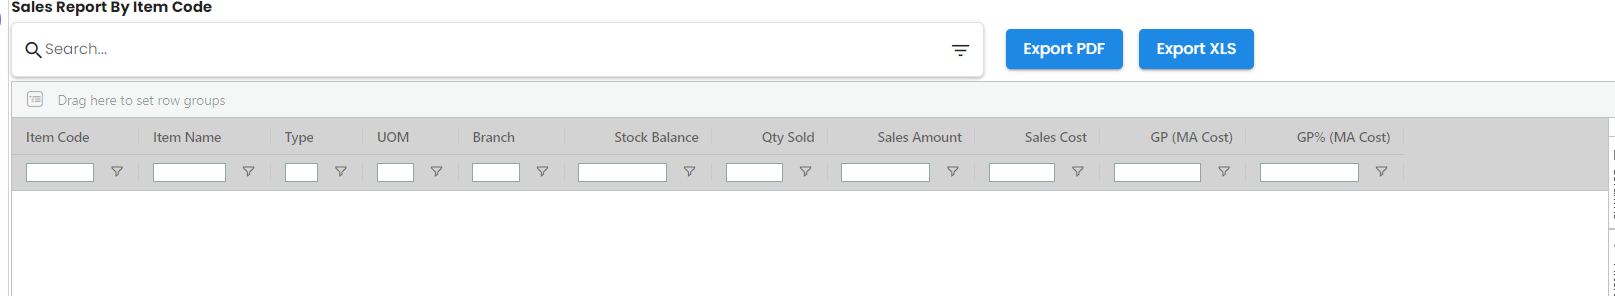 Sales Report By Item Code
Search...
Export PDF
Export XLS
Drag here to set row groups
Item Code Item Name Type UOM Branch Stock Balance Qty Sold Sales Amount Sales Cost GP (MA Cost) GP% (MA Cost)